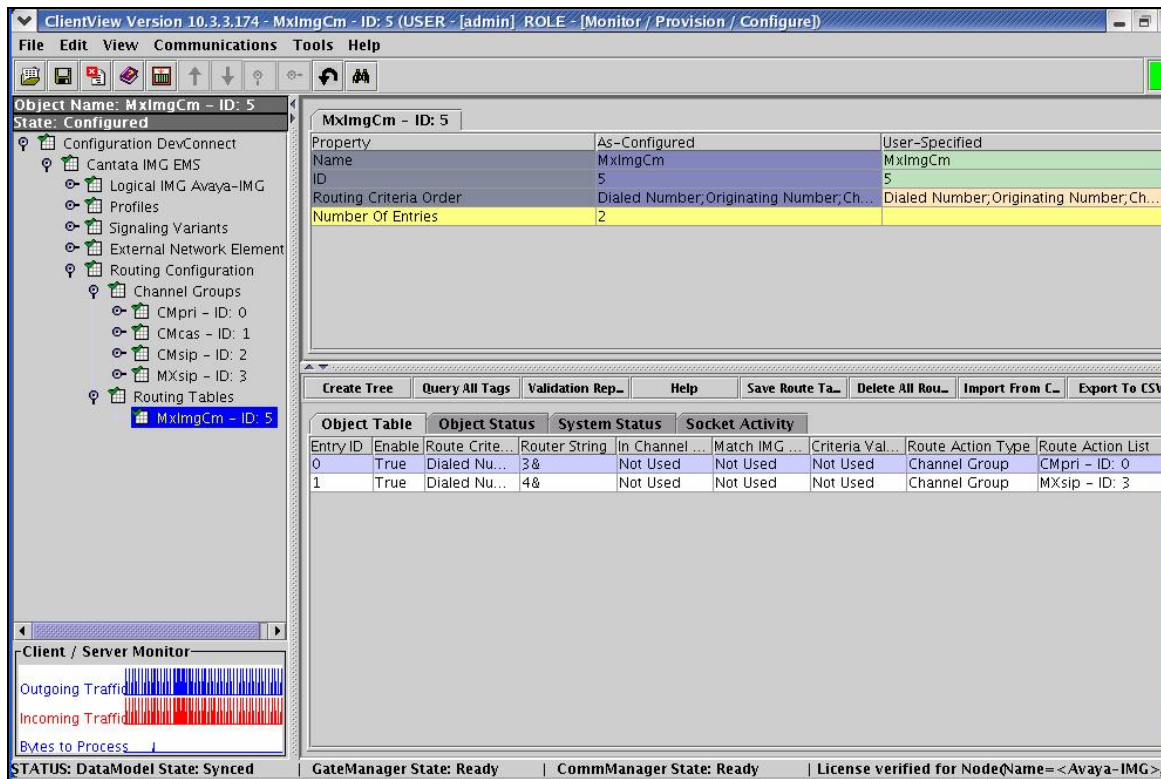 ClientView Version 10.3.3.174 - MxImgCm - ID: 5 (USER - [admin] ROLE - [Monitor / Provision / Configure])
File Edit View Communications Tools Help
Object Name: MxImgCm - ID: 5
State: Configured
Configuration DevConnect
Cantata IMG EMS
Logical IMG Avaya-IMG
Profiles
Signaling Variants
External Network Element
Routing Configuration
Channel Groups
CMpri - ID: 0
CMcas - ID: 1
CMsip - ID: 2
MXsip - ID: 3
Routing Tables
MxImgCm - ID: 5
Client / Server Monitor
Outgoing Traffic
Incoming Traffic
Bytes to Process
MxImgCm - ID: 5
Property As-Configured User-Specified
Name MxImgCm MxImgCm
ID 5 5
Routing Criteria Order Dialed Number;Originating Number;Ch... Dialed Number;Originating Number;Ch...
Number Of Entries 2
Create Tree Query All Tags Validation Rep... Help Save Route Ta... Delete All Rou... Import From C... Export To CSV
Object Table Object Status System Status Socket Activity
Entry ID Enable Route Crite... Router String In Channel ... Match IMG ... Criteria Val... Route Action Type Route Action List
0 True Dialed Nu... 3& Not Used Not Used Not Used Channel Group CMpri - ID: 0
1 True Dialed Nu... 4& Not Used Not Used Not Used Channel Group MXsip - ID: 3
STATUS: DataModel State: Synced | GateManager State: Ready | CommManager State: Ready | License verified for Node(Name=<Avaya-IMG>